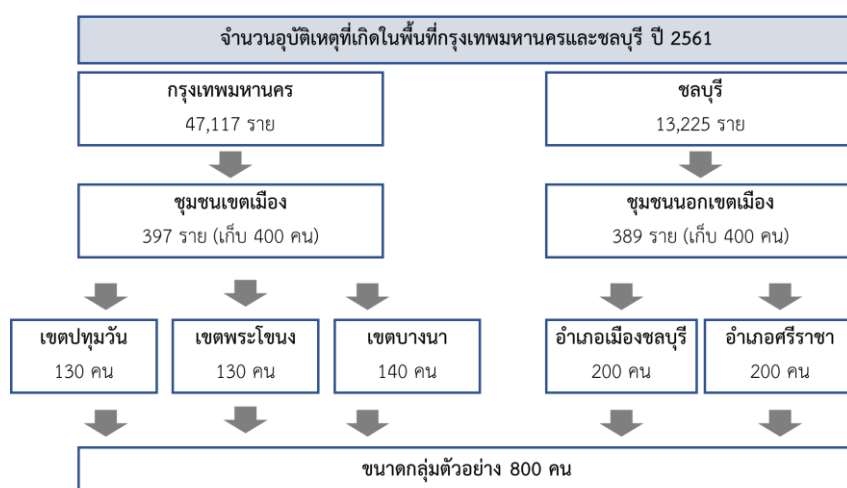 จำนวนอุบัติเหตุที่เกิดในพื้นที่กรุงเทพมหานครและชลบุรี ปี 2561
กรุงเทพมหานคร
47,117 ราย
ชลบุรี
13,225 ราย
ชุมชนเขตเมือง
397 ราย (เก็บ 400 คน)
ชุมชนนอกเขตเมือง
389 ราย (เก็บ 400 คน)
เขตปทุมวัน
130 คน
เขตพระโขนง
130 คน
เขตบางนา
140 คน
อำเภอเมืองชลบุรี
200 คน
อำเภอศรีราชา
200 คน
ขนาดกลุ่มตัวอย่าง 800 คน